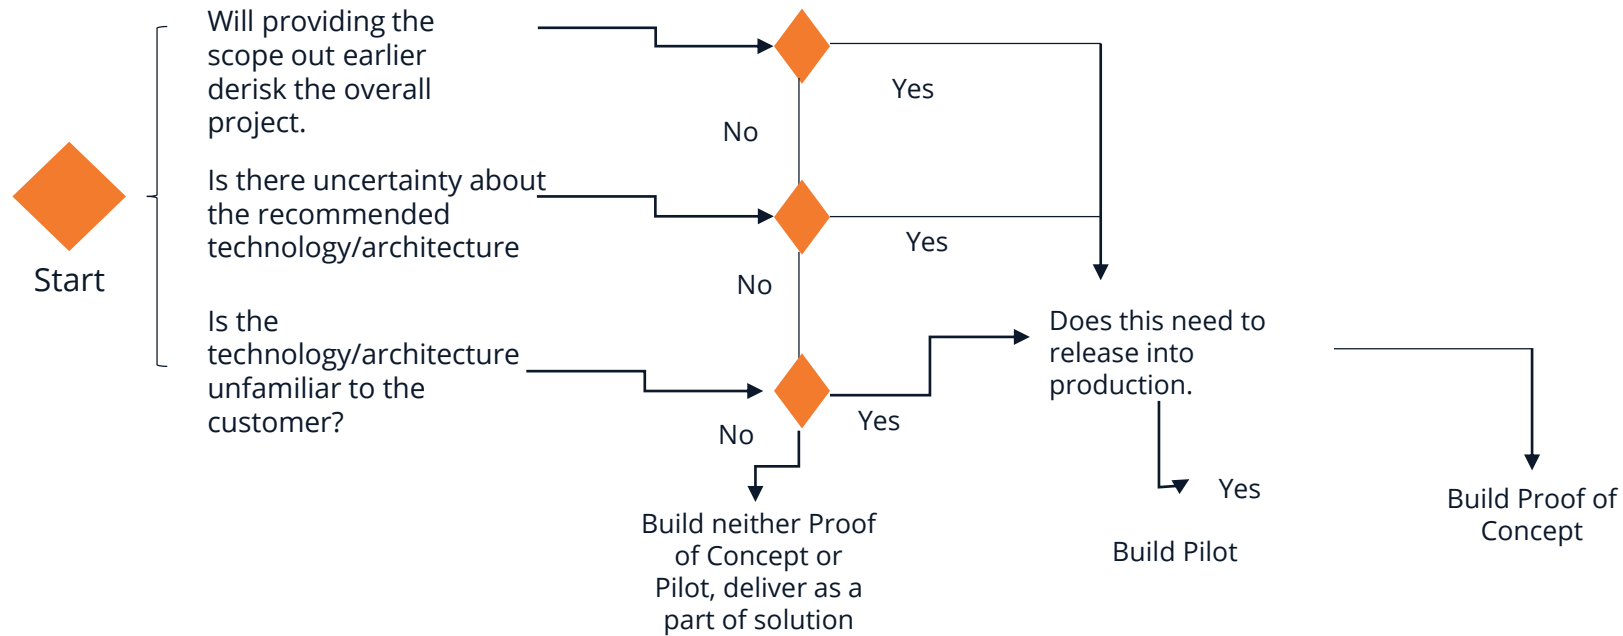 Will providing the
scope out earlier
derisk the overall
project.
Yes
No
Is there uncertainty about
the recommended
technology/architecture
Yes
Start
No
Is the
technology/architecture
unfamiliar to the
customer?
Does this need to
release into
production.
Yes
No
Yes
Build Proof of
Concept
Build neither Proof
of Concept or
Pilot, deliver as a
part of solution
Build Pilot